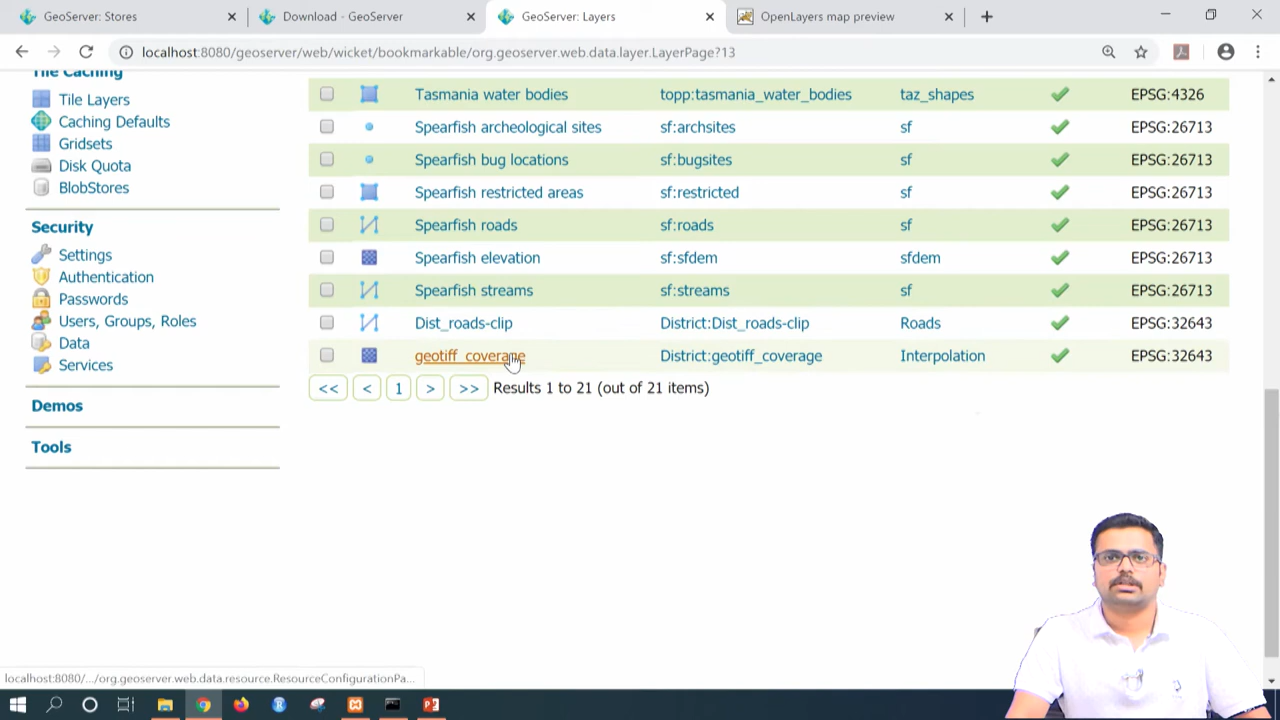 GeoServer: Stores
Download - GeoServer
GeoServer: Layers
OpenLayers map preview
localhost:8080/geoserver/web/wicket/bookmarkable/org.geoserver.web.data.layer.LayerPage?13
Tile Caching
Tile Layers
Caching Defaults
Gridsets
Disk Quota
BlobStores
Security
Settings
Authentication
Passwords
Users, Groups, Roles
Data
Services
Demos
Tools
Tasmania water bodies topp:tasmania_water_bodies taz_shapes EPSG:4326
Spearfish archeological sites sf:archsites sf EPSG:26713
Spearfish bug locations sf:bugsites sf EPSG:26713
Spearfish restricted areas sf:restricted sf EPSG:26713
Spearfish roads sf:roads sf EPSG:26713
Spearfish elevation sf:sfdem sfdem EPSG:26713
Spearfish streams sf:streams sf EPSG:26713
Dist_roads-clip District:Dist_roads-clip Roads EPSG:32643
geotiff_coverage District:geotiff_coverage Interpolation EPSG:32643
<< < 1 > >> Results 1 to 21 (out of 21 items)
localhost:8080/.../org.geoserver.web.data.resource.ResourceConfigurationPa...